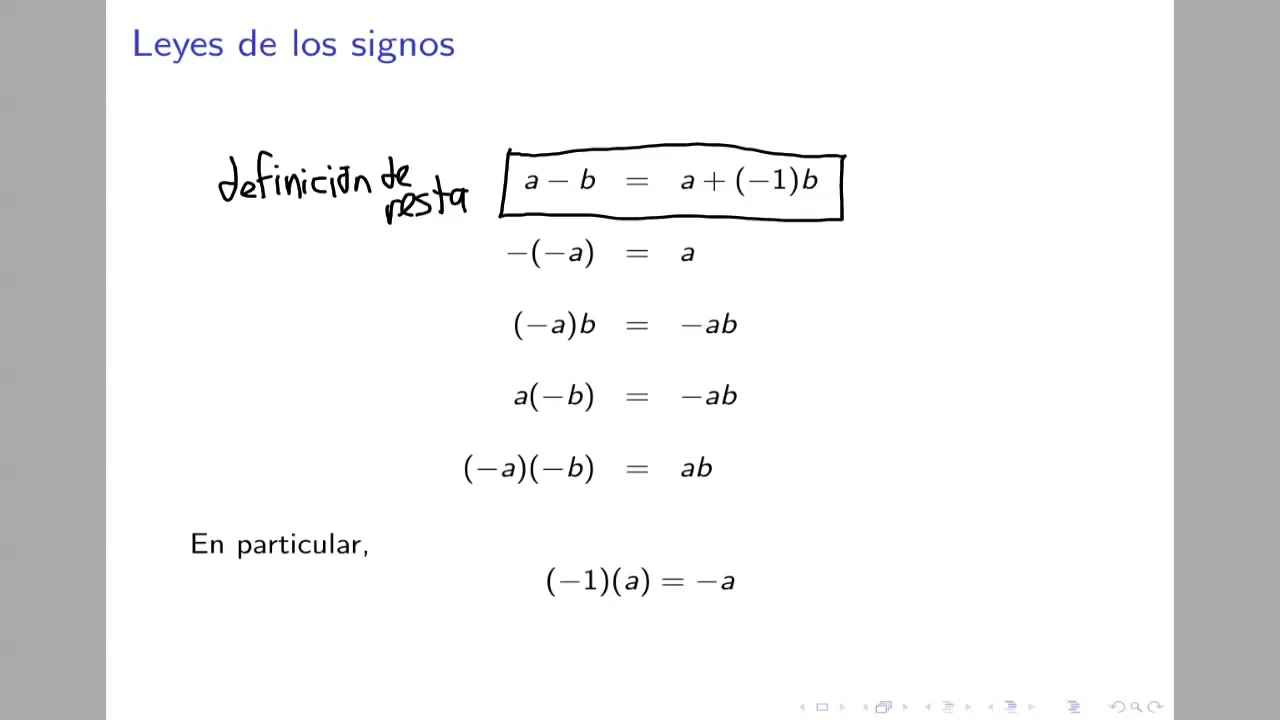 Leyes de los signos
definición de resta
a − b = a + (−1)b
−(−a) = a
(−a)b = −ab
a(−b) = −ab
(−a)(−b) = ab
En particular,
(−1)(a) = −a